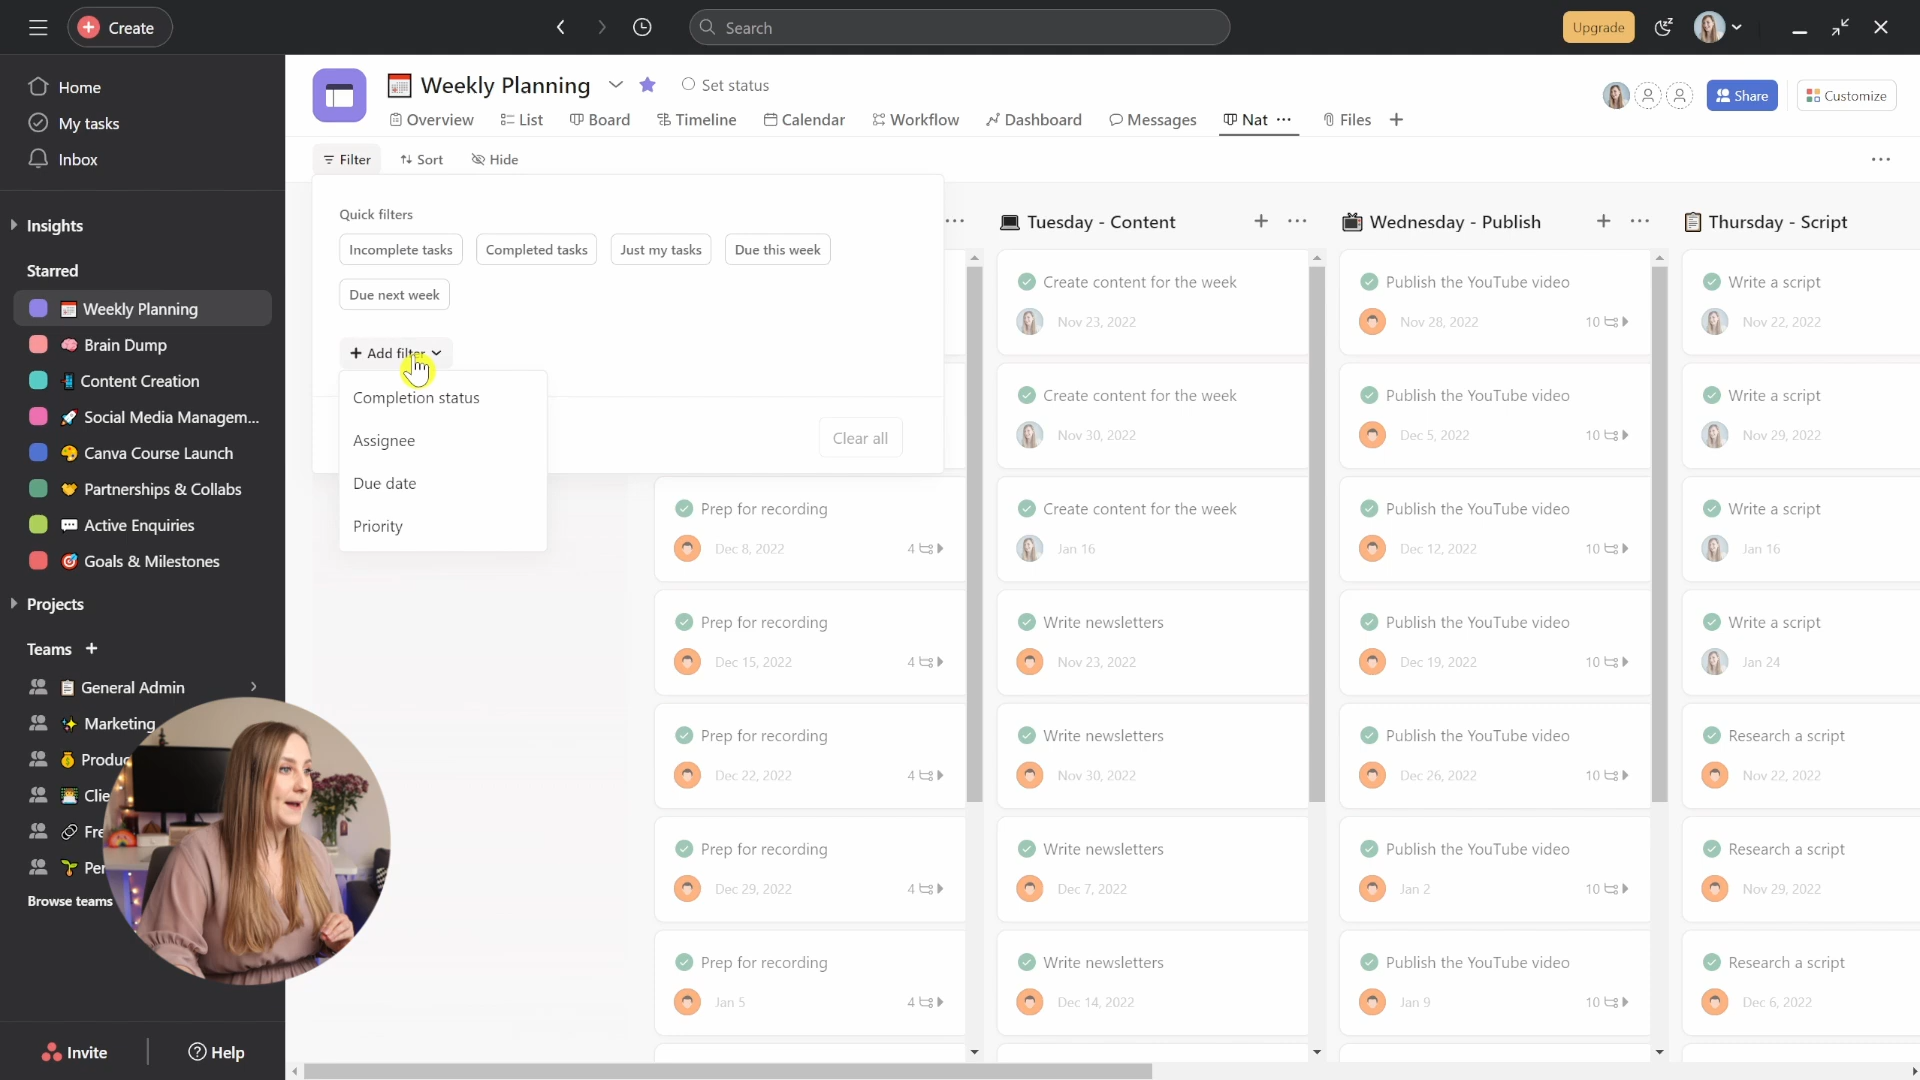 Create
Search
Upgrade
Home
My tasks
Inbox
Insights
Starred
Weekly Planning
Brain Dump
Content Creation
Social Media Managem...
Canva Course Launch
Partnerships & Collabs
Active Enquiries
Goals & Milestones
Projects
Teams +
General Admin
Marketing
Produc
Clie
Fre
Per
Browse teams
Invite
Help
Weekly Planning
Set status
Share
Customize
Overview
List
Board
Timeline
Calendar
Workflow
Dashboard
Messages
Nat ...
Files +
Filter
Sort
Hide
Quick filters
Incomplete tasks
Completed tasks
Just my tasks
Due this week
Due next week
+ Add filter
Completion status
Assignee
Due date
Priority
Clear all
Prep for recording
Dec 8, 2022 4
Prep for recording
Dec 15, 2022 4
Prep for recording
Dec 22, 2022 4
Prep for recording
Dec 29, 2022 4
Prep for recording
Jan 5 4
Tuesday - Content + ...
Create content for the week
Nov 23, 2022
Create content for the week
Nov 30, 2022
Create content for the week
Jan 16
Write newsletters
Nov 23, 2022
Write newsletters
Nov 30, 2022
Write newsletters
Dec 7, 2022
Write newsletters
Dec 14, 2022
Wednesday - Publish + ...
Publish the YouTube video
Nov 28, 2022 10
Publish the YouTube video
Dec 5, 2022 10
Publish the YouTube video
Dec 12, 2022 10
Publish the YouTube video
Dec 19, 2022 10
Publish the YouTube video
Dec 26, 2022 10
Publish the YouTube video
Jan 2 10
Publish the YouTube video
Jan 9 10
Thursday - Script
Write a script
Nov 22, 2022
Write a script
Nov 29, 2022
Write a script
Jan 16
Write a script
Jan 24
Research a script
Nov 22, 2022
Research a script
Nov 29, 2022
Research a script
Dec 6, 2022